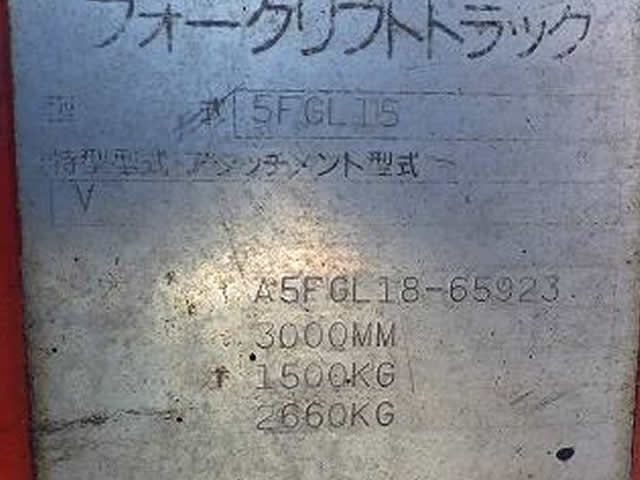 フォークリフトトラック
型 式 5FGL15
特型型式 アタッチメント型式
V
A5FGL18-65923
3000MM
1500KG
2660KG